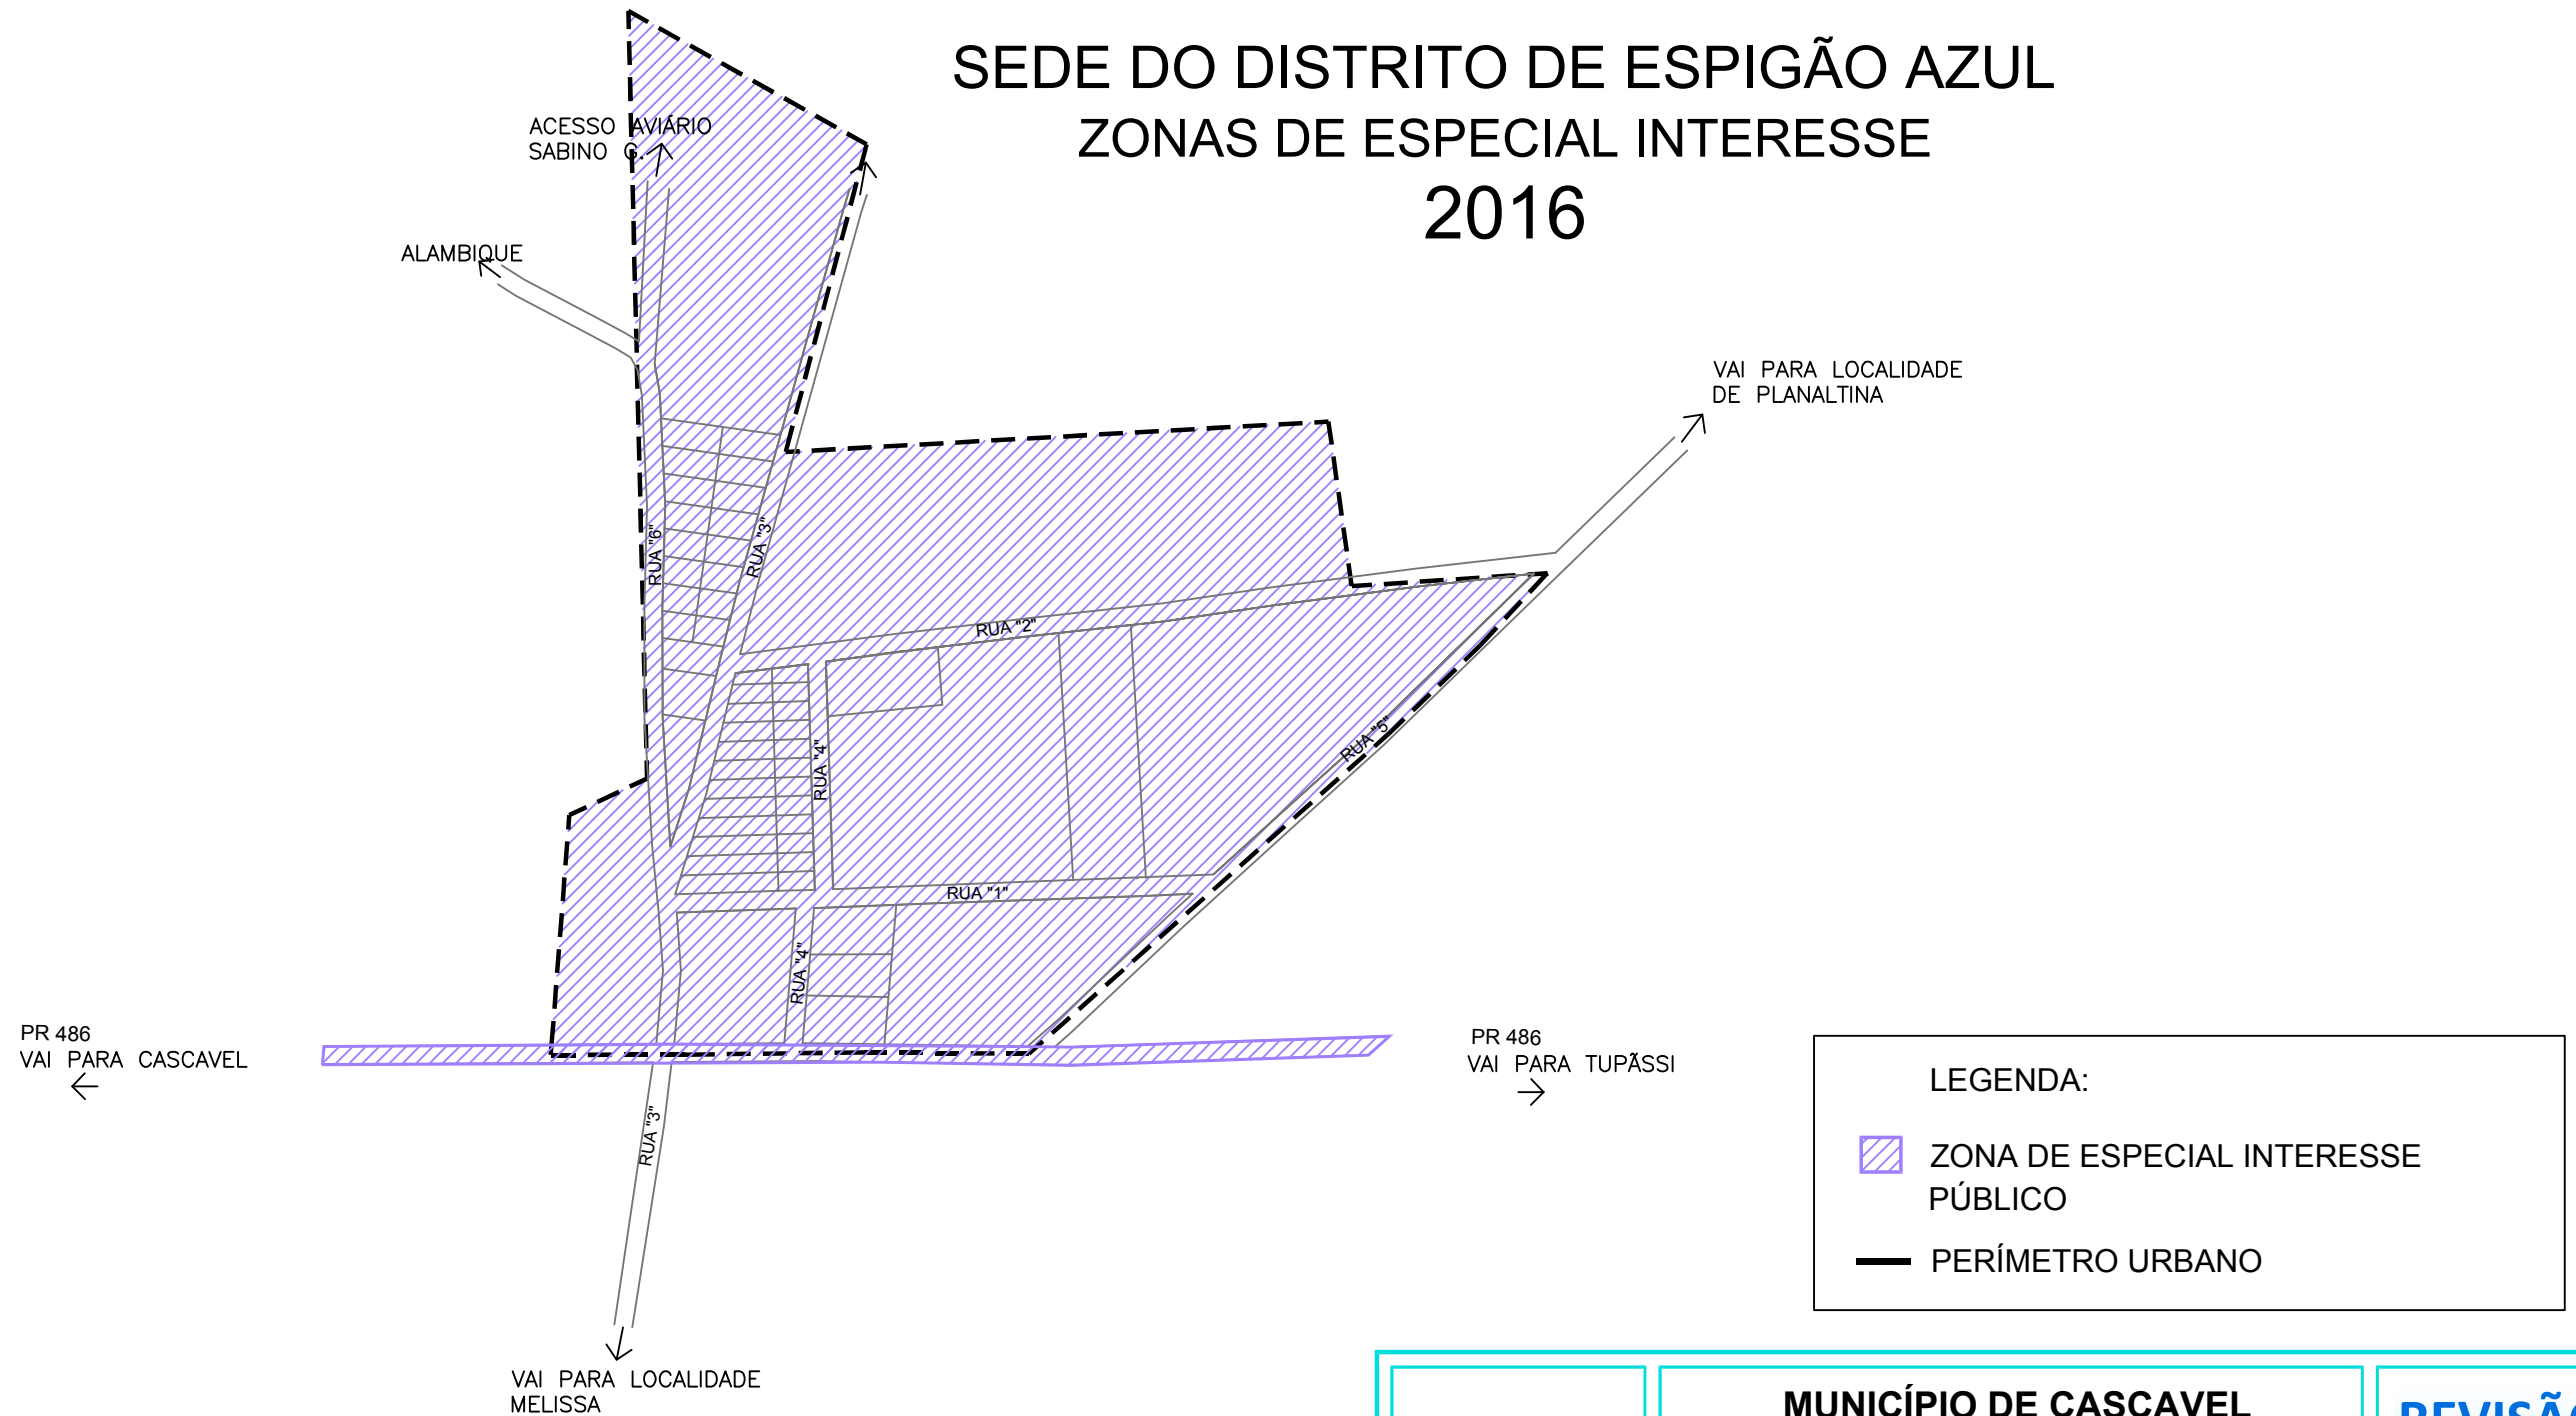 SEDE DO DISTRITO DE ESPIGÃO AZUL
ZONAS DE ESPECIAL INTERESSE
2016
ACESSO AVIÁRIO
SABINO G.
ALAMBIQUE
VAI PARA LOCALIDADE
DE PLANALTINA
RUA "6"
RUA "3"
RUA "2"
RUA "5"
RUA "4"
RUA "1"
RUA "4"
PR 486
VAI PARA CASCAVEL
PR 486
VAI PARA TUPÃSSI
RUA "3"
VAI PARA LOCALIDADE
MELISSA
LEGENDA:
ZONA DE ESPECIAL INTERESSE
PÚBLICO
PERÍMETRO URBANO
MUNICÍPIO DE CASCAVEL